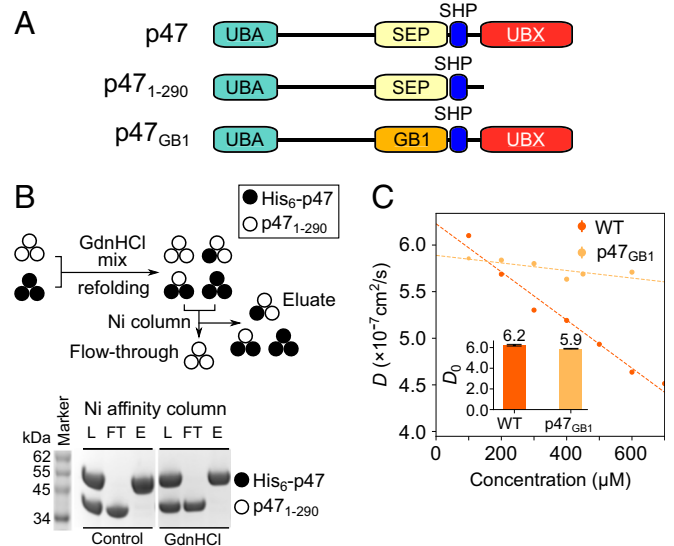 A
SHP
p47 UBA SEP UBX
SHP
p47₁₋₂₉₀ UBA SEP
SHP
p47GB1 UBA GB1 UBX
B
His₆-p47
p47₁₋₂₉₀
GdnHCl
mix
refolding
Ni column
Eluate
Flow-through
Ni affinity column
Marker
kDa L FT E L FT E
62
55
45
34
His₆-p47
p47₁₋₂₉₀
Control GdnHCl
C
WT
p47GB1
D (×10⁻⁷cm²/s)
6.0
5.5
5.0
4.5
4.0
D₀
6.0
4.0
2.0
0.0
6.2 5.9
WT p47GB1
0 200 400 600
Concentration (µM)